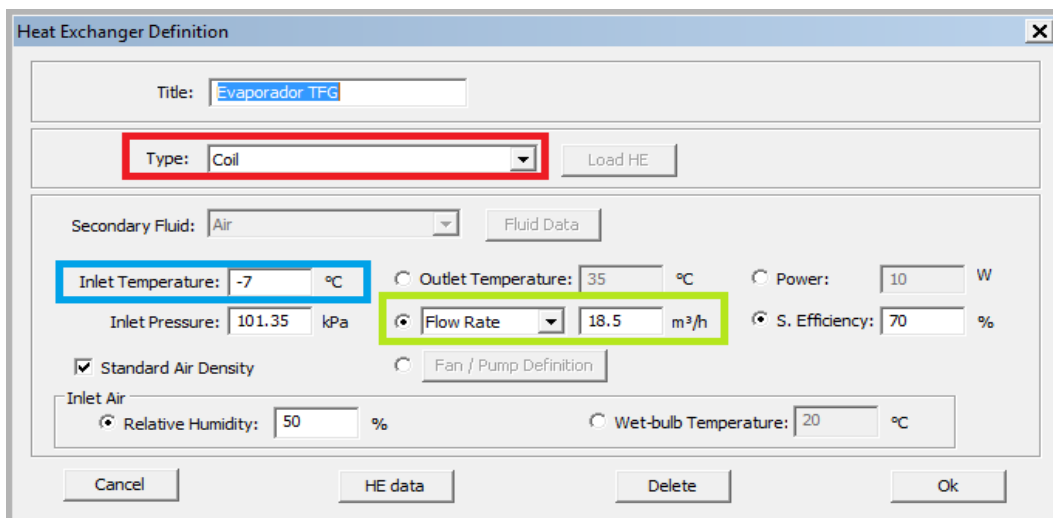 Heat Exchanger Definition
Title: Evaporador TFG
Type: Coil Load HE
Secondary Fluid: Air Fluid Data
Inlet Temperature: -7 ºC Outlet Temperature: 35 ºC Power: 10 W
Inlet Pressure: 101.35 kPa Flow Rate 18.5 m³/h S. Efficiency: 70 %
Standard Air Density Fan / Pump Definition
Inlet Air
Relative Humidity: 50 % Wet-bulb Temperature: 20 ºC
Cancel HE data Delete Ok